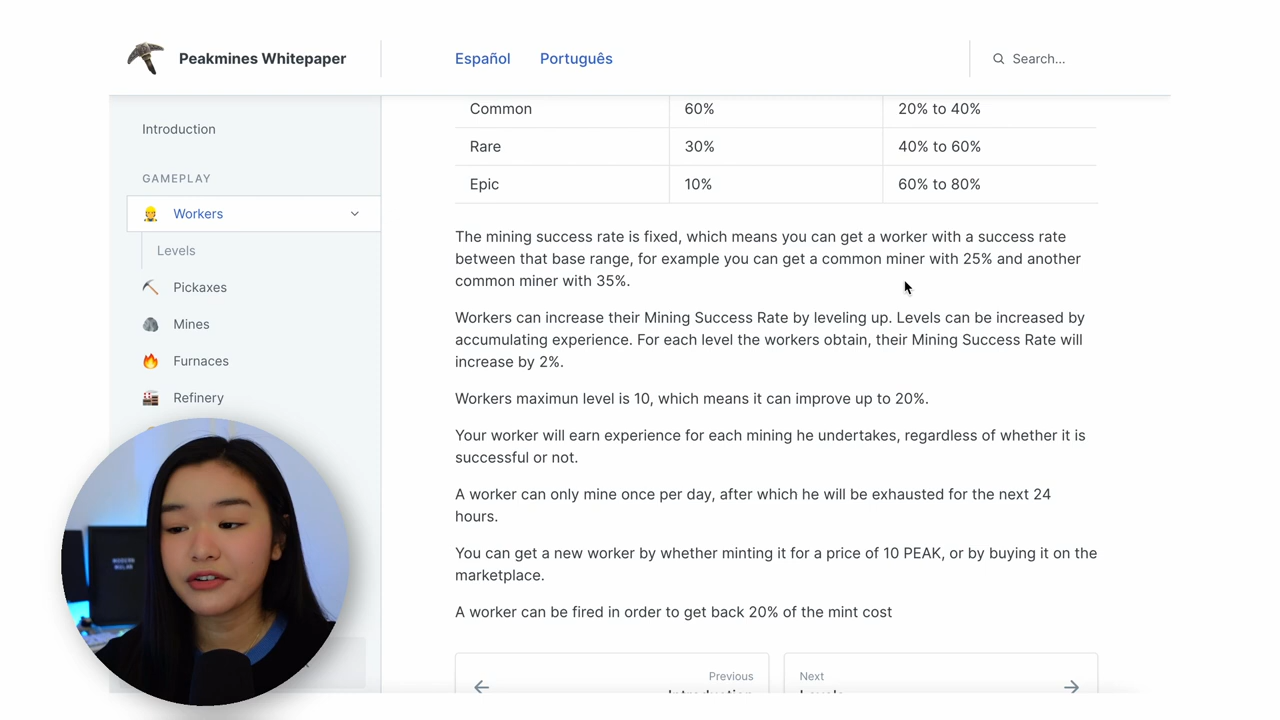 Peakmines Whitepaper
Español
Português
Search...
Introduction
GAMEPLAY
Workers
Levels
Pickaxes
Mines
Furnaces
Refinery
Common 60% 20% to 40%
Rare 30% 40% to 60%
Epic 10% 60% to 80%
The mining success rate is fixed, which means you can get a worker with a success rate
between that base range, for example you can get a common miner with 25% and another
common miner with 35%.
Workers can increase their Mining Success Rate by leveling up. Levels can be increased by
accumulating experience. For each level the workers obtain, their Mining Success Rate will
increase by 2%.
Workers maximun level is 10, which means it can improve up to 20%.
Your worker will earn experience for each mining he undertakes, regardless of whether it is
successful or not.
A worker can only mine once per day, after which he will be exhausted for the next 24
hours.
You can get a new worker by whether minting it for a price of 10 PEAK, or by buying it on the
marketplace.
A worker can be fired in order to get back 20% of the mint cost
Previous
Introduction
Next
Levels